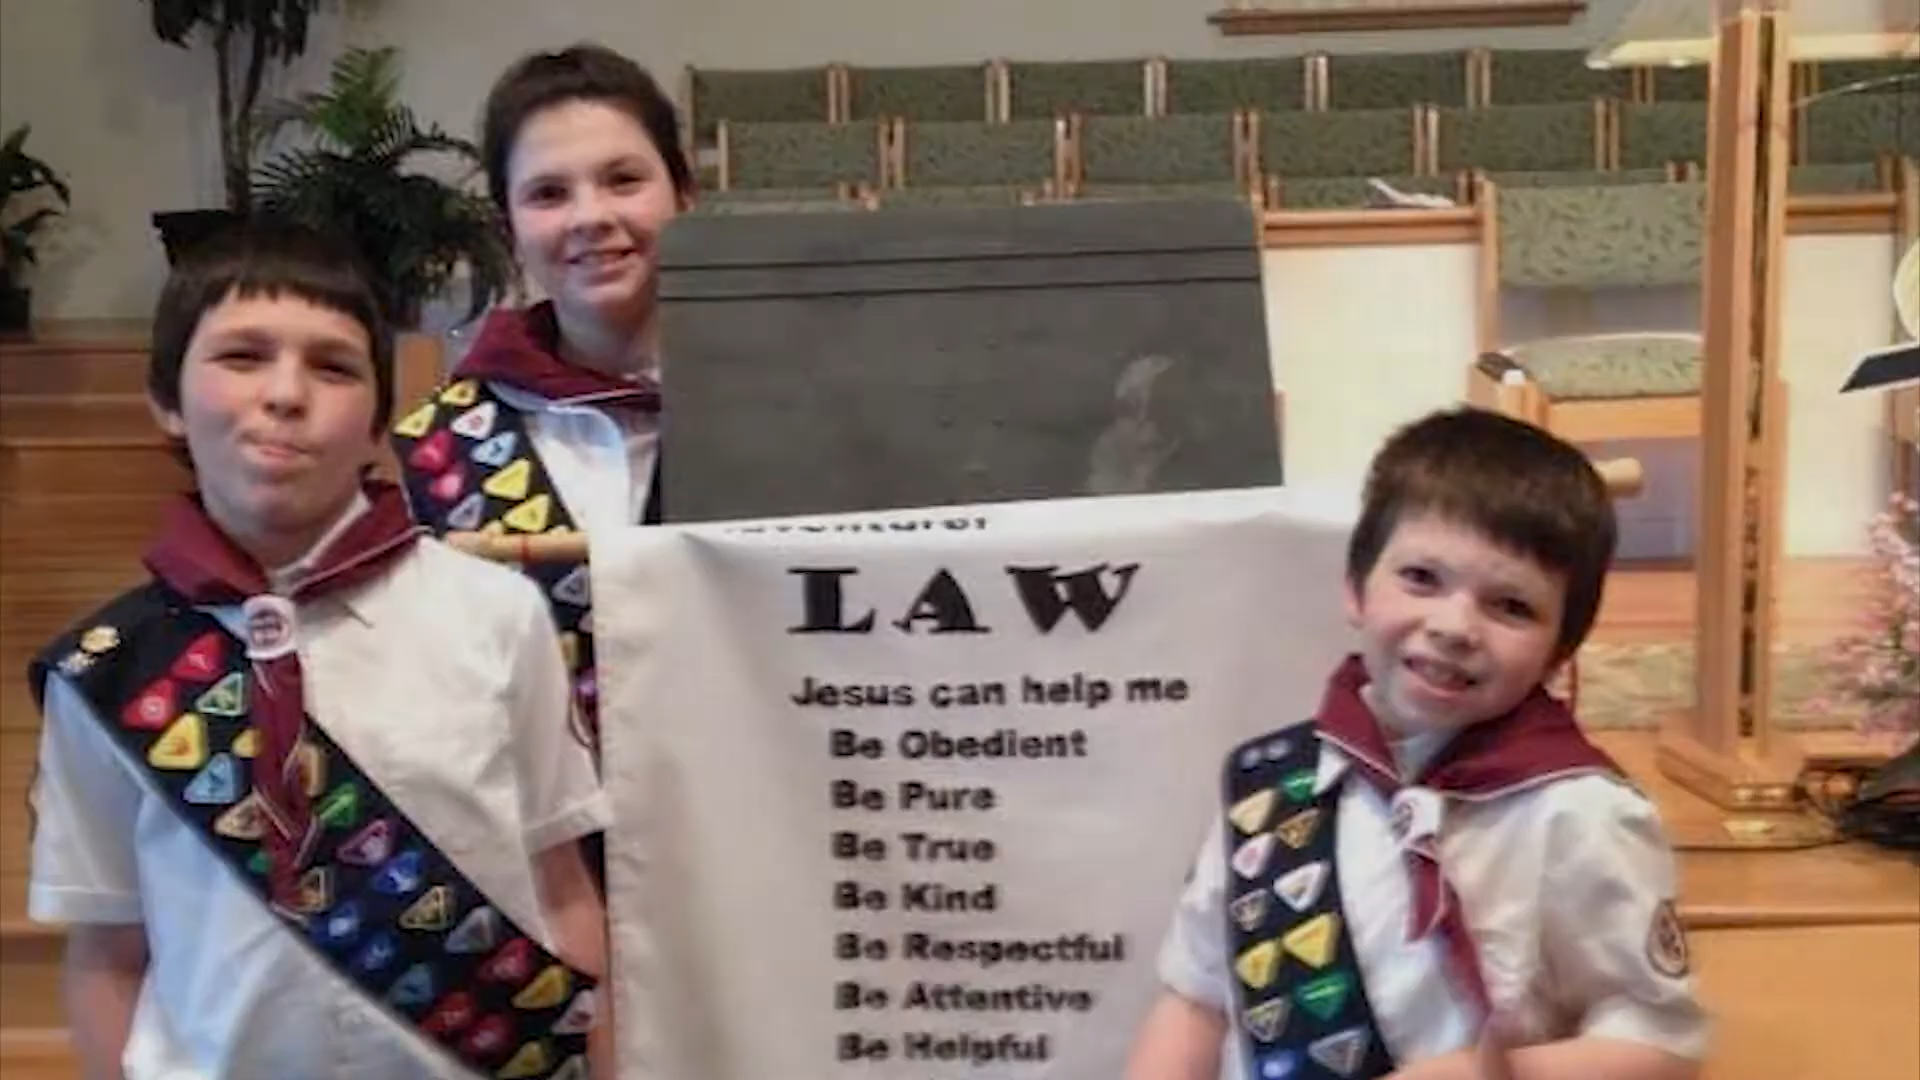 LAW
Jesus can help me
Be Obedient
Be Pure
Be True
Be Kind
Be Respectful
Be Attentive
Be Helpful